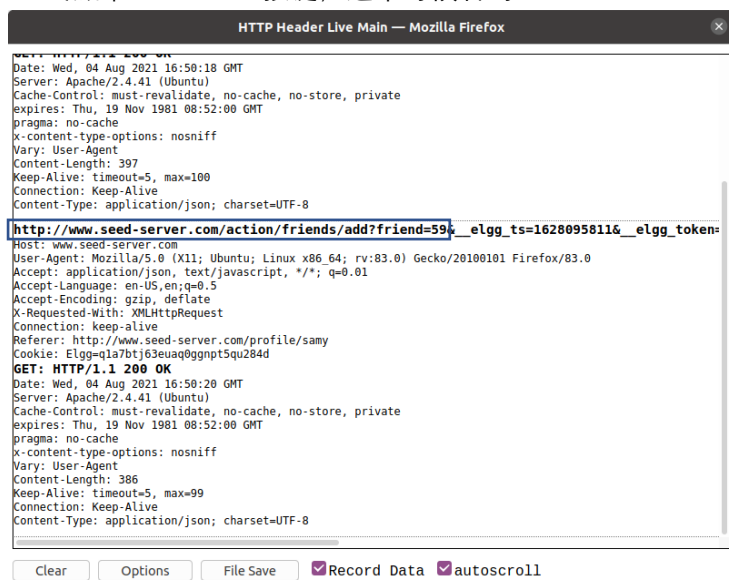 HTTP Header Live Main — Mozilla Firefox
GET: HTTP/1.1 200 OK
Date: Wed, 04 Aug 2021 16:50:18 GMT
Server: Apache/2.4.41 (Ubuntu)
Cache-Control: must-revalidate, no-cache, no-store, private
expires: Thu, 19 Nov 1981 08:52:00 GMT
pragma: no-cache
x-content-type-options: nosniff
Vary: User-Agent
Content-Length: 397
Keep-Alive: timeout=5, max=100
Connection: Keep-Alive
Content-Type: application/json; charset=UTF-8
http://www.seed-server.com/action/friends/add?friend=59&__elgg_ts=1628095811&__elgg_token=
Host: www.seed-server.com
User-Agent: Mozilla/5.0 (X11; Ubuntu; Linux x86_64; rv:83.0) Gecko/20100101 Firefox/83.0
Accept: application/json, text/javascript, */*; q=0.01
Accept-Language: en-US,en;q=0.5
Accept-Encoding: gzip, deflate
X-Requested-With: XMLHttpRequest
Connection: keep-alive
Referer: http://www.seed-server.com/profile/samy
Cookie: Elgg=q1a7btj63euaq0ggnpt5qu284d
GET: HTTP/1.1 200 OK
Date: Wed, 04 Aug 2021 16:50:20 GMT
Server: Apache/2.4.41 (Ubuntu)
Cache-Control: must-revalidate, no-cache, no-store, private
expires: Thu, 19 Nov 1981 08:52:00 GMT
pragma: no-cache
x-content-type-options: nosniff
Vary: User-Agent
Content-Length: 386
Keep-Alive: timeout=5, max=99
Connection: Keep-Alive
Content-Type: application/json; charset=UTF-8
Clear Options File Save Record Data autoscroll